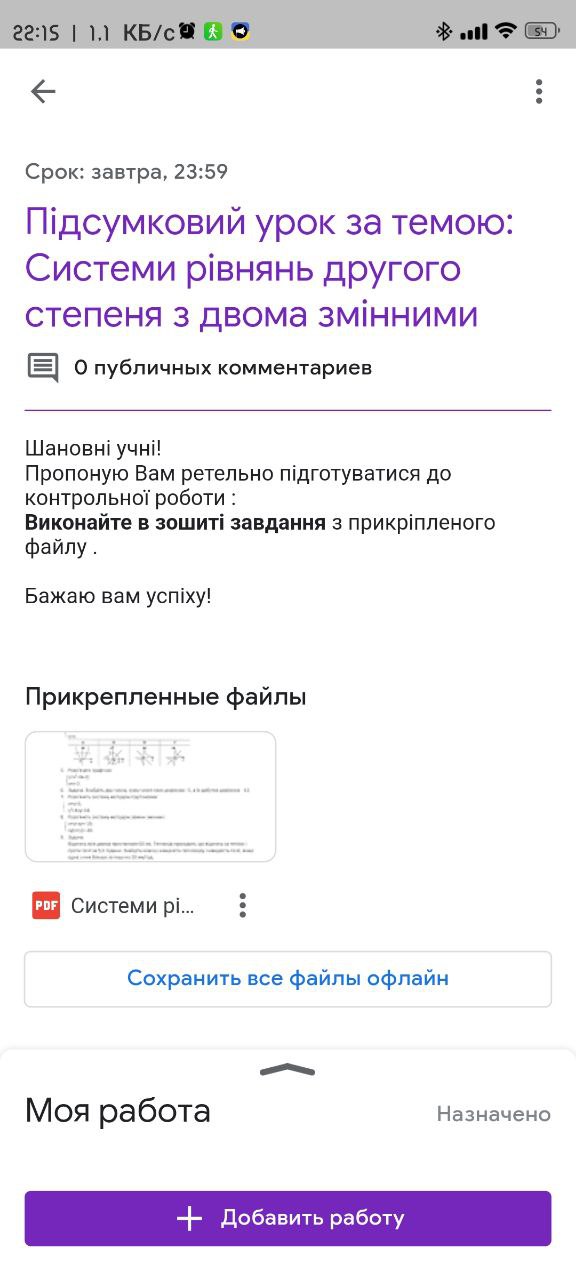 22:15 | 1,1 КБ/с
54
Срок: завтра, 23:59
Підсумковий урок за темою:
Системи рівнянь другого
степеня з двома змінними
0 публичных комментариев
Шановні учні!
Пропоную Вам ретельно підготуватися до
контрольної роботи :
Виконайте в зошиті завдання з прикріпленого
файлу .
Бажаю вам успіху!
Прикрепленные файлы
PDF Системи рі...
Сохранить все файлы офлайн
Моя работа
Назначено
+ Добавить работу